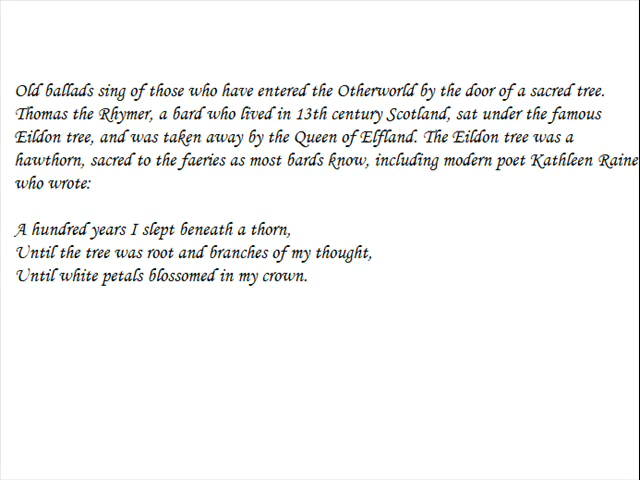 Old ballads sing of those who have entered the Otherworld by the door of a sacred tree.
Thomas the Rhymer, a bard who lived in 13th century Scotland, sat under the famous
Eildon tree, and was taken away by the Queen of Elfland. The Eildon tree was a
hawthorn, sacred to the faeries as most bards know, including modern poet Kathleen Raine
who wrote:

A hundred years I slept beneath a thorn,
Until the tree was root and branches of my thought,
Until white petals blossomed in my crown.